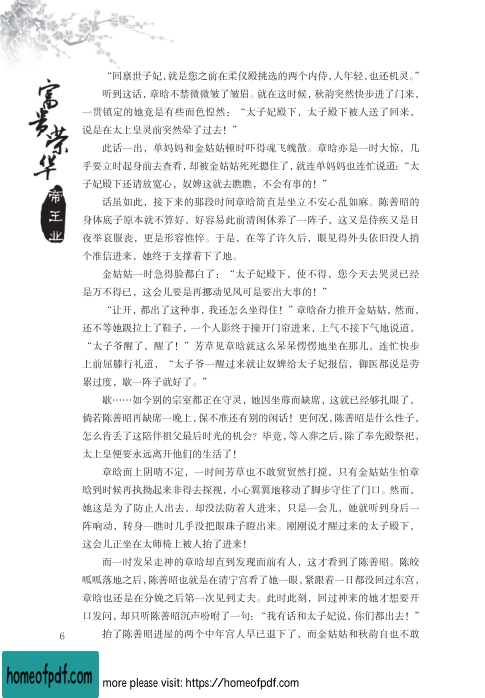 富贵荣华
帝王业
“回禀世子妃，就是您之前在柔仪殿挑选的两个内侍，人年轻，也还机灵。”
听到这话，章晗不禁微微皱了皱眉。就在这时候，秋韵突然快步进了门来，
一贯镇定的她竟是有些面色惶然：“太子妃殿下，太子殿下被人送了回来，
说是在太上皇灵前突然晕了过去！”
此话一出，单妈妈和金姑姑顿时吓得魂飞魄散。章晗亦是一时大惊，几
乎要立时起身前去查看，却被金姑姑死死摁住了，就连单妈妈也连忙说道：“太
子妃殿下还请放宽心，奴婢这就去瞧瞧，不会有事的！”
话虽如此，接下来的那段时间章晗简直是坐立不安心乱如麻。陈善昭的
身体底子原本就不算好，好容易此前清闲休养了一阵子，这又是侍疾又是日
夜举哀服丧，更是形容憔悴。于是，在等了许久后，眼见得外头依旧没人捎
个准信进来，她终于支撑着下了地。
金姑姑一时急得脸都白了：“太子妃殿下，使不得，您今天去哭灵已经
是万不得已，这会儿要是再挪动见风可是要出大事的！”
“让开，都出了这种事，我还怎么坐得住！”章晗奋力推开金姑姑，然而，
还不等她趿拉上了鞋子，一个人影终于撞开门帘进来，上气不接下气地说道，
“太子爷醒了，醒了！”芳草见章晗就这么呆呆愣愣地坐在那儿，连忙快步
上前屈膝行礼道，“太子爷一醒过来就让奴婢给太子妃报信，御医都说是劳
累过度，歇一阵子就好了。”
歇……如今别的宗室都正在守灵，她因坐蓐而缺席，这就已经够扎眼了，
倘若陈善昭再缺席一晚上，保不准还有别的闲话！更何况，陈善昭是什么性子，
怎么肯丢了这陪伴祖父最后时光的机会？毕竟，等入葬之后，除了奉先殿祭祀，
太上皇便要永远离开他们的生活了！
章晗面上阴晴不定，一时间芳草也不敢贸贸然打搅，只有金姑姑生怕章
晗到时候再执拗起来非得去探视，小心翼翼地移动了脚步守住了门口。然而，
她这是为了防止人出去，却没法防着人进来，只是一会儿，她就听到身后一
阵响动，转身一瞧时几乎没把眼珠子瞪出来。刚刚说才醒过来的太子殿下，
这会儿正坐在太师椅上被人抬了进来！
而一时发呆走神的章晗却直到发现面前有人，这才看到了陈善昭。陈皎
呱呱落地之后，陈善昭也就是在清宁宫看了她一眼，紧跟着一日都没回过东宫，
章晗也还是在分娩之后第一次见到丈夫。此时此刻，回过神来的她才想要开
口发问，却只听陈善昭沉声吩咐了一句：“我有话和太子妃说，你们都出去！”
抬了陈善昭进屋的两个中年宫人早已退下了，而金姑姑和秋韵自也不敢
6
homeofpdf.com
more please visit: https://homeofpdf.com